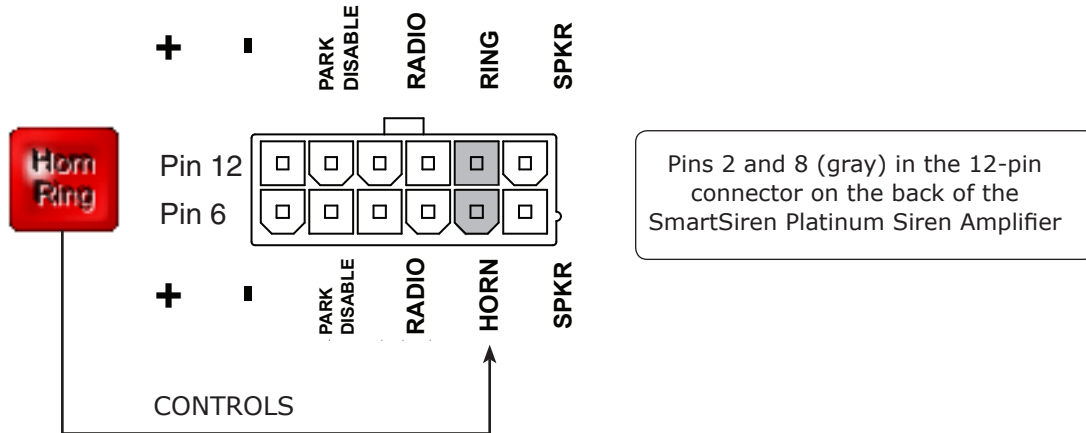 + - PARK DISABLE RADIO RING SPKR
Horn
Ring
Pin 12
Pin 6
+ - PARK DISABLE RADIO HORN SPKR
CONTROLS
Pins 2 and 8 (gray) in the 12-pin
connector on the back of the
SmartSiren Platinum Siren Amplifier